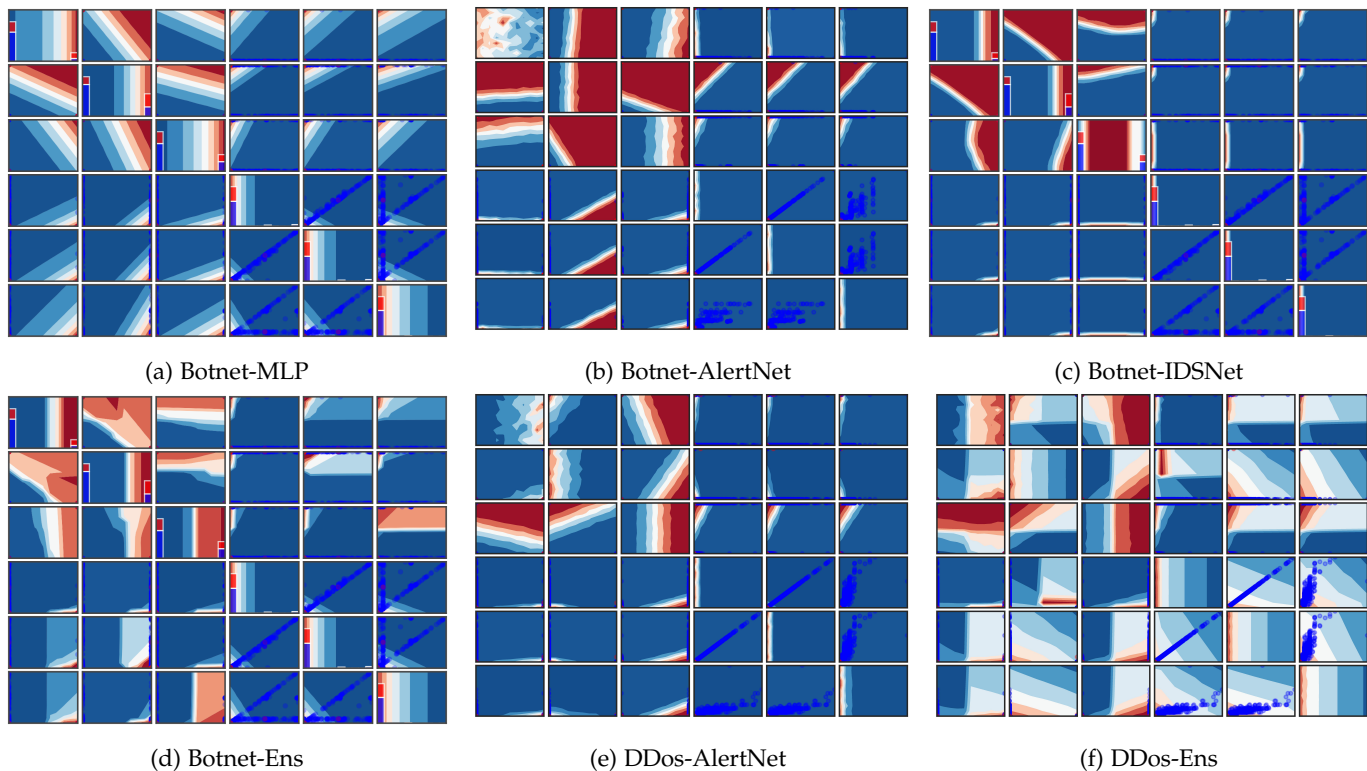 (a) Botnet-MLP
(b) Botnet-AlertNet
(c) Botnet-IDSNet
(d) Botnet-Ens
(e) DDos-AlertNet
(f) DDos-Ens